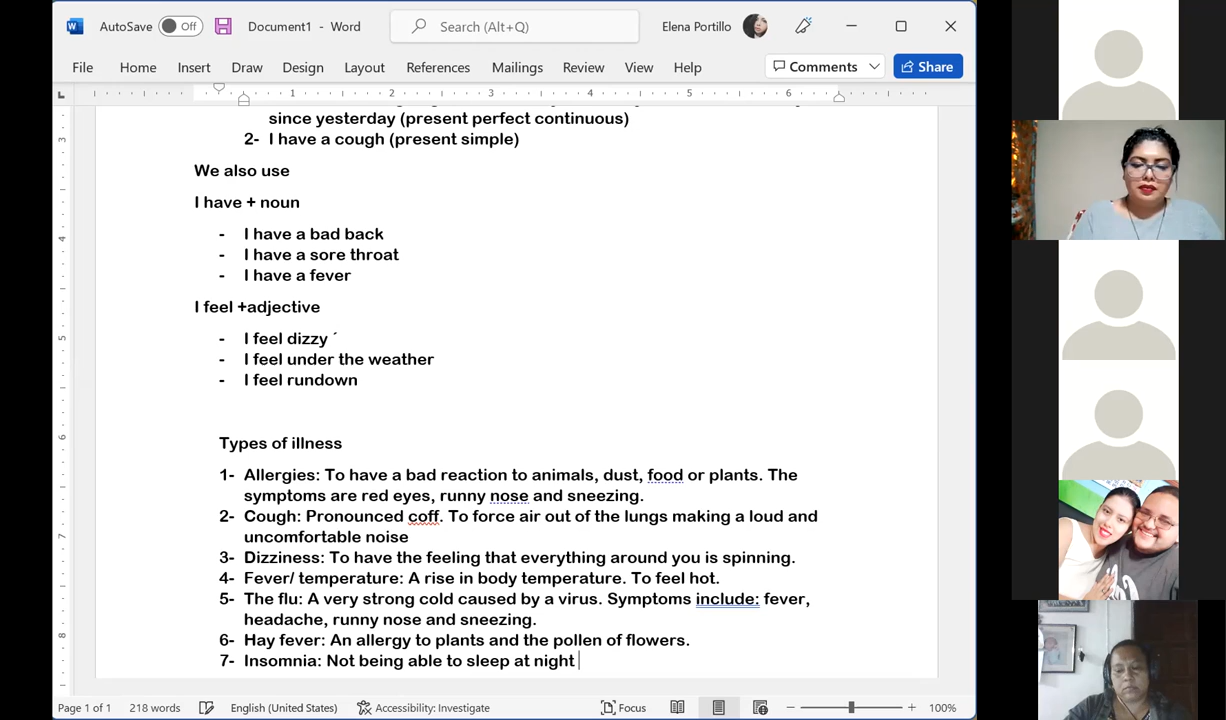 AutoSave Off Document1 - Word Search (Alt+Q) Elena Portillo
File Home Insert Draw Design Layout References Mailings Review View Help Comments Share
1 2 3 4 5 6
since yesterday (present perfect continuous)
2- I have a cough (present simple)
We also use
I have + noun
- I have a bad back
- I have a sore throat
- I have a fever
I feel +adjective
- I feel dizzy ´
- I feel under the weather
- I feel rundown
Types of illness
1- Allergies: To have a bad reaction to animals, dust, food or plants. The
symptoms are red eyes, runny nose and sneezing.
2- Cough: Pronounced coff. To force air out of the lungs making a loud and
uncomfortable noise
3- Dizziness: To have the feeling that everything around you is spinning.
4- Fever/ temperature: A rise in body temperature. To feel hot.
5- The flu: A very strong cold caused by a virus. Symptoms include: fever,
headache, runny nose and sneezing.
6- Hay fever: An allergy to plants and the pollen of flowers.
7- Insomnia: Not being able to sleep at night
Page 1 of 1 218 words English (United States) Accessibility: Investigate Focus 100%